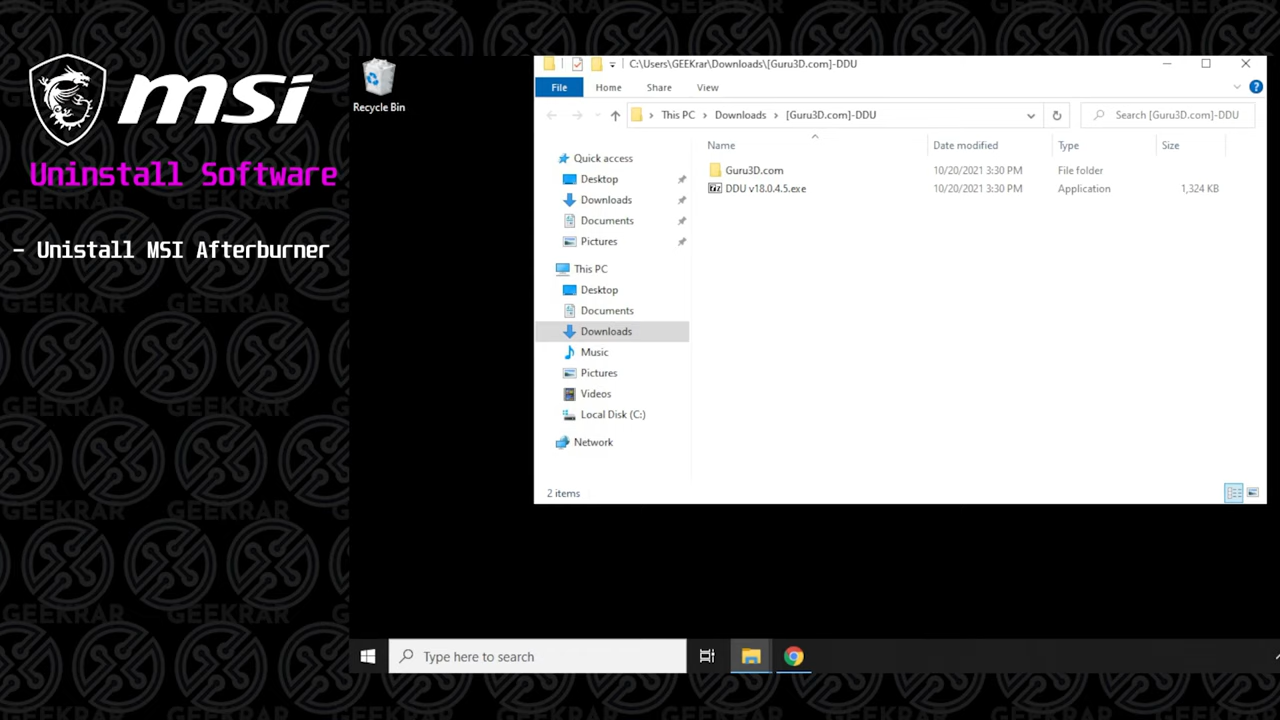 msi
Uninstall Software
- Unistall MSI Afterburner
Recycle Bin
C:\Users\GEEKrar\Downloads\[Guru3D.com]-DDU
File Home Share View
This PC Downloads [Guru3D.com]-DDU
Search [Guru3D.com]-DDU
Name Date modified Type Size
Guru3D.com 10/20/2021 3:30 PM File folder
DDU v18.0.4.5.exe 10/20/2021 3:30 PM Application 1,324 KB
Quick access
Desktop
Downloads
Documents
Pictures
This PC
Desktop
Documents
Downloads
Music
Pictures
Videos
Local Disk (C:)
Network
2 items
Type here to search
GEEKRAR